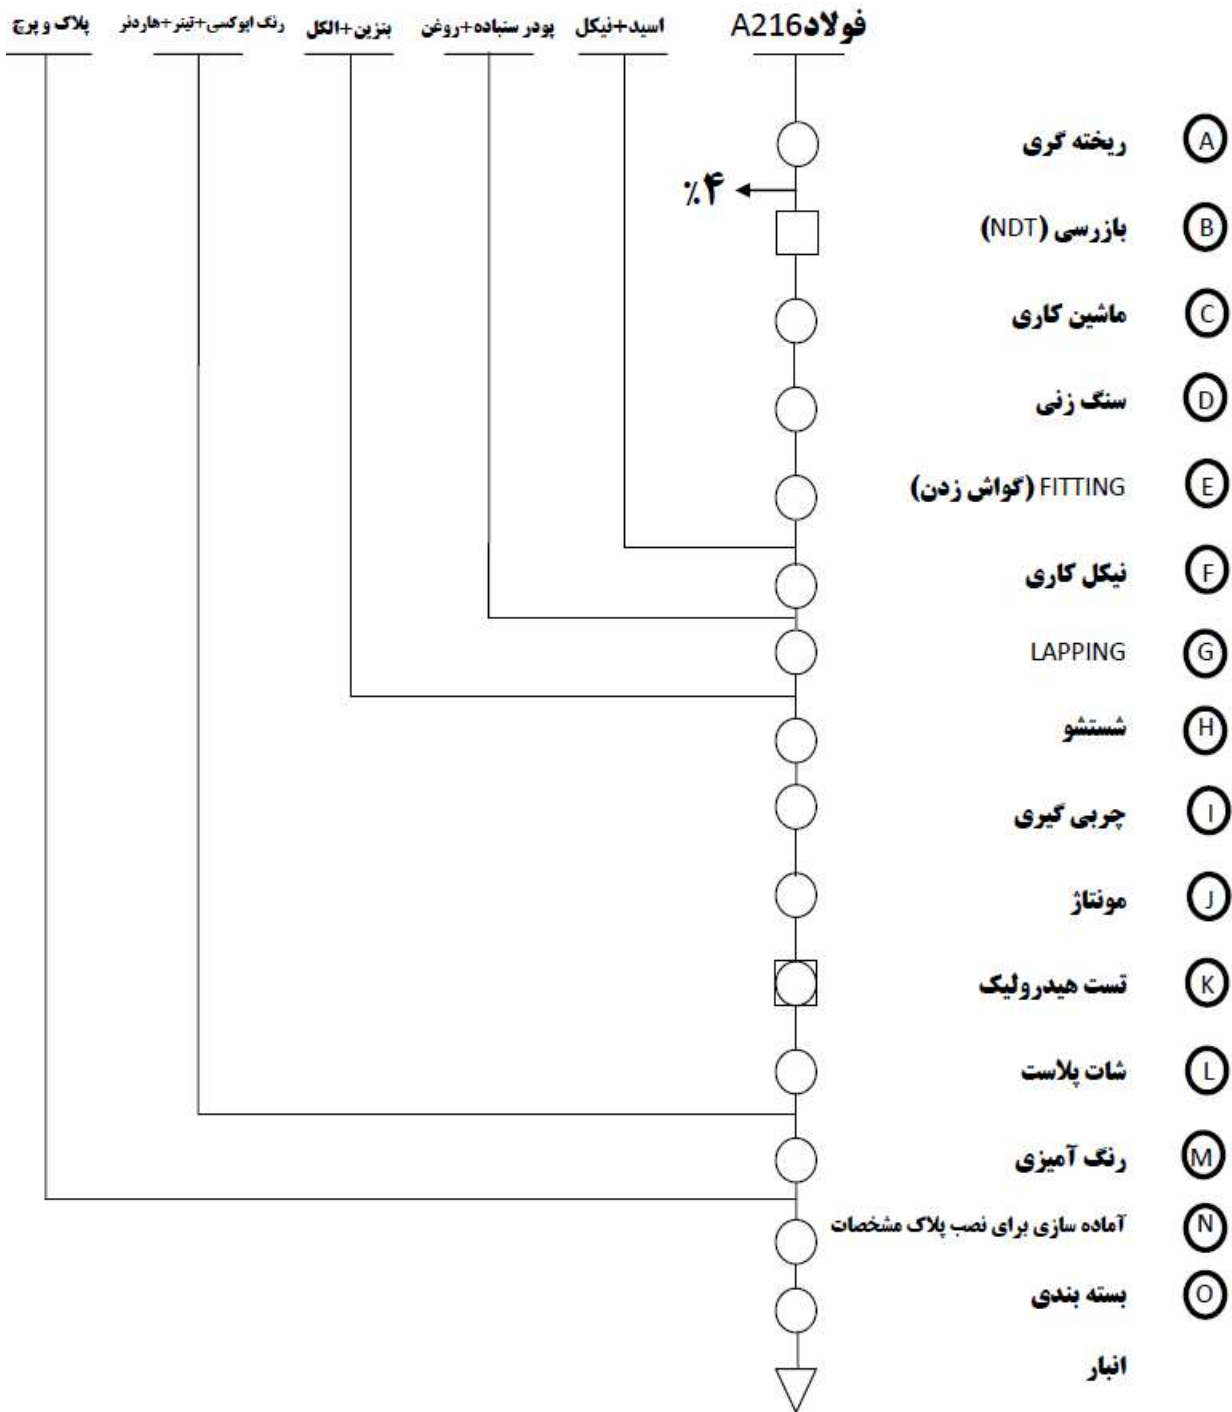 فولاد A216
اسید+نیکل
پودر سنباده+روغن
بنزین+الکل
رنگ اپوکسی+تینر+هاردنر
پلاک و پرچ
ریخته گری A
%۴
بازرسی (NDT) B
ماشین کاری C
سنگ زنی D
FITTING (گواش زدن) E
نیکل کاری F
LAPPING G
شستشو H
چربی گیری I
مونتاژ J
تست هیدرولیک K
شات پلاست L
رنگ آمیزی M
آماده سازی برای نصب پلاک مشخصات N
بسته بندی O
انبار